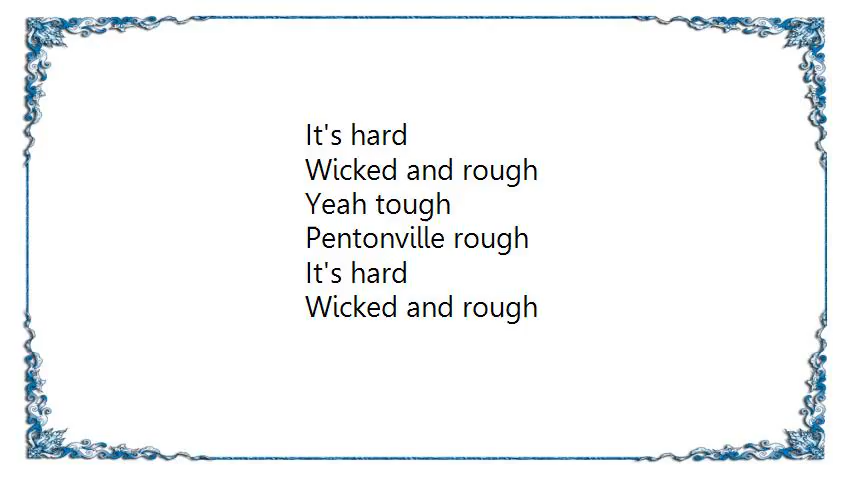 It's hard
Wicked and rough
Yeah tough
Pentonville rough
It's hard
Wicked and rough